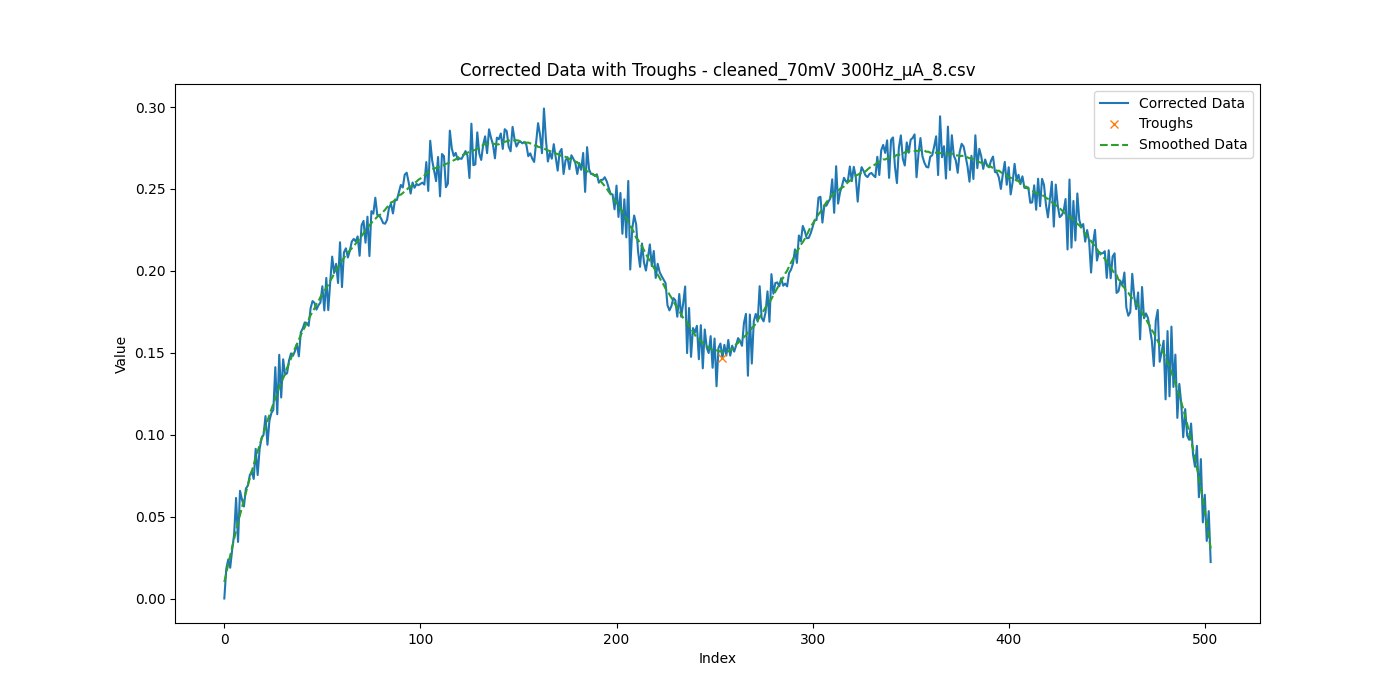 Corrected Data with Troughs - cleaned_70mV 300Hz_µA_8.csv
Corrected Data
Troughs
Smoothed Data
Value
0.30
0.25
0.20
0.15
0.10
0.05
0.00
0
100
200
300
400
500
Index